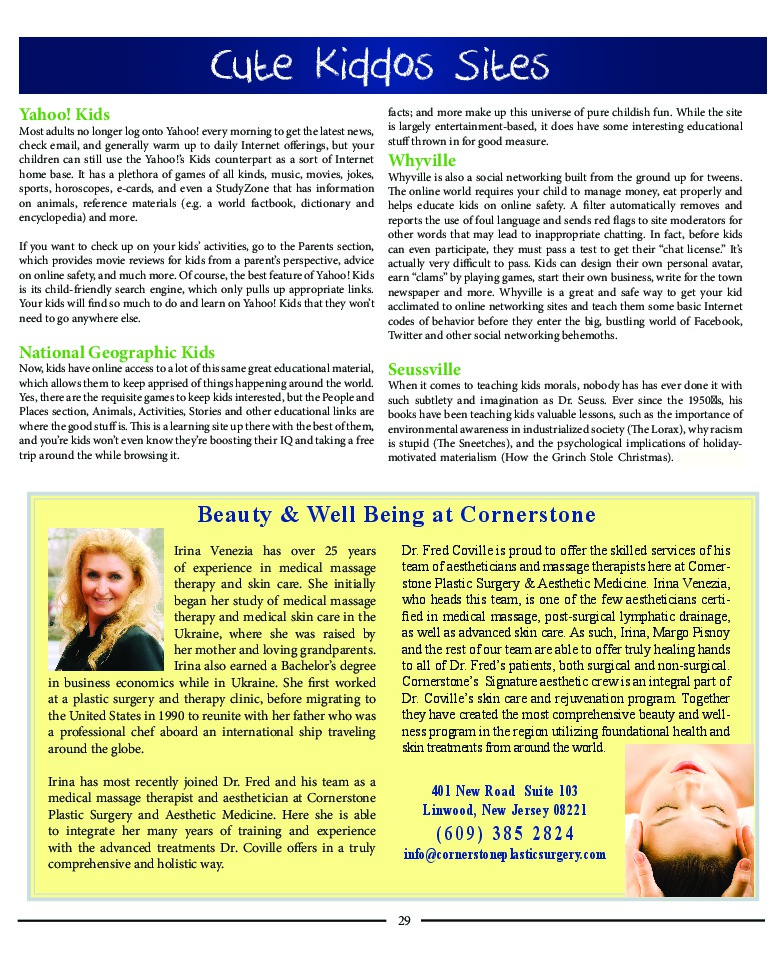 Cute Kiddos Sites
Yahoo! Kids
Most adults no longer log onto Yahoo! every morning to get the latest news,
check email, and generally warm up to daily Internet offerings, but your
children can still use the Yahoo!'s Kids counterpart as a sort of Internet
home base. It has a plethora of games of all kinds, music, movies, jokes,
sports, horoscopes, e-cards, and even a StudyZone that has information
on animals, reference materials (e.g. a world factbook, dictionary and
encyclopedia) and more.
If you want to check up on your kids' activities, go to the Parents section,
which provides movie reviews for kids from a parent's perspective, advice
on online safety, and much more. Of course, the best feature of Yahoo! Kids
is its child-friendly search engine, which only pulls up appropriate links.
Your kids will find so much to do and learn on Yahoo! Kids that they won't
need to go anywhere else.
National Geographic Kids
Now, kids have online access to a lot of this same great educational material,
which allows them to keep apprised of things happening around the world.
Yes, there are the requisite games to keep kids interested, but the People and
Places section, Animals, Activities, Stories and other educational links are
where the good stuff is. This is a learning site up there with the best of them,
and you're kids won't even know they're boosting their IQ and taking a free
trip around the while browsing it.
facts; and more make up this universe of pure childish fun. While the site
is largely entertainment-based, it does have some interesting educational
stuff thrown in for good measure.
Whyville
Whyville is also a social networking built from the ground up for tweens.
The online world requires your child to manage money, eat properly and
helps educate kids on online safety. A filter automatically removes and
reports the use of foul language and sends red flags to site moderators for
other words that may lead to inappropriate chatting. In fact, before kids
can even participate, they must pass a test to get their "chat license." It's
actually very difficult to pass. Kids can design their own personal avatar,
earn "clams" by playing games, start their own business, write for the town
newspaper and more. Whyville is a great and safe way to get your kid
acclimated to online networking sites and teach them some basic Internet
codes of behavior before they enter the big, bustling world of Facebook,
Twitter and other social networking behemoths.
Seussville
When it comes to teaching kids morals, nobody has has ever done it with
such subtlety and imagination as Dr. Seuss. Ever since the 1950�s, his
books have been teaching kids valuable lessons, such as the importance of
environmental awareness in industrialized society (The Lorax), why racism
is stupid (The Sneetches), and the psychological implications of holiday-
motivated materialism (How the Grinch Stole Christmas).
Beauty & Well Being at Cornerstone
Irina Venezia has over 25 years
of experience in medical massage
therapy and skin care. She initially
began her study of medical massage
therapy and medical skin care in the
Ukraine, where she was raised by
her mother and loving grandparents.
Irina also earned a Bachelor's degree
in business economics while in Ukraine. She first worked
at a plastic surgery and therapy clinic, before migrating to
the United States in 1990 to reunite with her father who was
a professional chef aboard an international ship traveling
around the globe.
Irina has most recently joined Dr. Fred and his team as a
medical massage therapist and aesthetician at Cornerstone
Plastic Surgery and Aesthetic Medicine. Here she is able
to integrate her many years of training and experience
with the advanced treatments Dr. Coville offers in a truly
comprehensive and holistic way.
Dr. Fred Coville is proud to offer the skilled services of his
team of aestheticians and massage therapists here at Corner-
stone Plastic Surgery & Aesthetic Medicine. Irina Venezia,
who heads this team, is one of the few aestheticians certi-
fied in medical massage, post-surgical lymphatic drainage,
as well as advanced skin care. As such, Irina, Margo Pisnoy
and the rest of our team are able to offer truly healing hands
to all of Dr. Fred's patients, both surgical and non-surgical.
Cornerstone's Signature aesthetic crew is an integral part of
Dr. Coville's skin care and rejuvenation program. Together
they have created the most comprehensive beauty and well-
ness program in the region utilizing foundational health and
skin treatments from around the world.
401 New Road Suite 103
Linwood, New Jersey 08221
(609) 385 2824
info@cornerstoneplasticsurgery.com
29